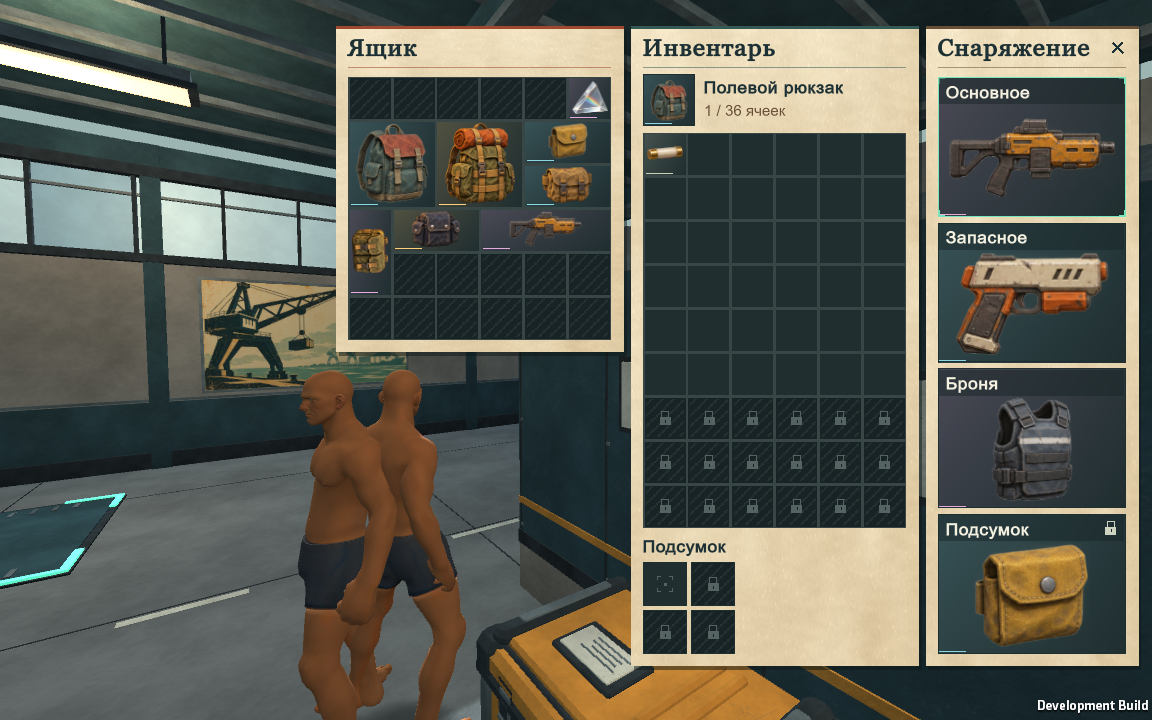 Ящик
Инвентарь
Полевой рюкзак
1 / 36 ячеек
Подсумок
Снаряжение
Основное
Запасное
Броня
Подсумок
Development Build